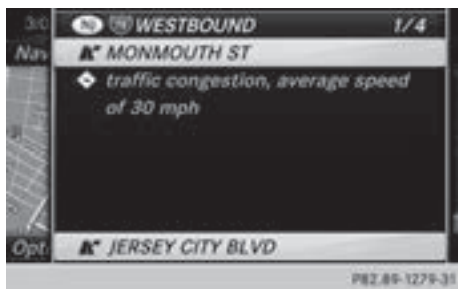 WESTBOUND 1/4
Nav
MONMOUTH ST
traffic congestion, average speed
of 30 mph
Opt
JERSEY CITY BLVD
P82.89-1279-31